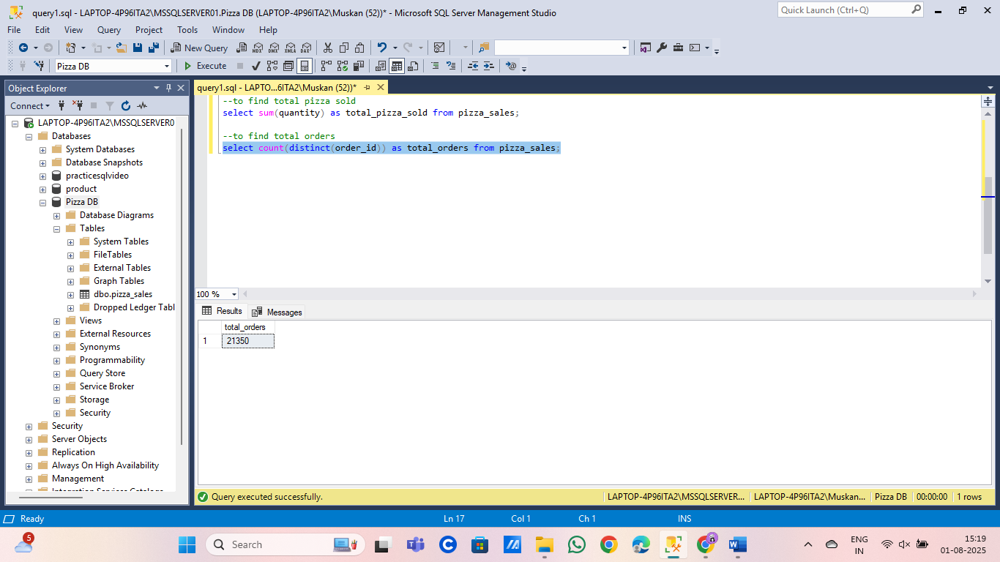 query1.sql - LAPTOP-4P96ITA2\MSSQLSERVER01.Pizza DB (LAPTOP-4P96ITA2\Muskan (52))* - Microsoft SQL Server Management Studio
Quick Launch (Ctrl+Q)
File Edit View Query Project Tools Window Help
New Query MDX DMX XMLA DAX
Pizza DB Execute
Object Explorer
query1.sql - LAPTO...6ITA2\Muskan (52))*
Connect
LAPTOP-4P96ITA2\MSSQLSERVER0
Databases
System Databases
Database Snapshots
practicesqlvideo
product
Pizza DB
Database Diagrams
Tables
System Tables
FileTables
External Tables
Graph Tables
dbo.pizza_sales
Dropped Ledger Tabl
Views
External Resources
Synonyms
Programmability
Query Store
Service Broker
Storage
Security
Security
Server Objects
Replication
Always On High Availability
Management
--to find total pizza sold
select sum(quantity) as total_pizza_sold from pizza_sales;
--to find total orders
select count(distinct(order_id)) as total_orders from pizza_sales;
100 %
Results Messages
total_orders
1 21350
Query executed successfully. LAPTOP-4P96ITA2\MSSQLSERVER... LAPTOP-4P96ITA2\Muskan... Pizza DB 00:00:00 1 rows
Ready Ln 17 Col 1 Ch 1 INS
5
Search
ENG
IN
15:19
01-08-2025